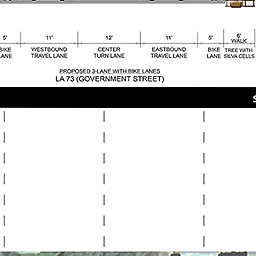 5' 11' 12' 11' 5' 6'
BIKE LANE WESTBOUND TRAVEL LANE CENTER TURN LANE EASTBOUND TRAVEL LANE BIKE LANE WALK TREE WITH SILVA CELLS
PROPOSED 3-LANE WITH BIKE LANES
LA 73 (GOVERNMENT STREET)